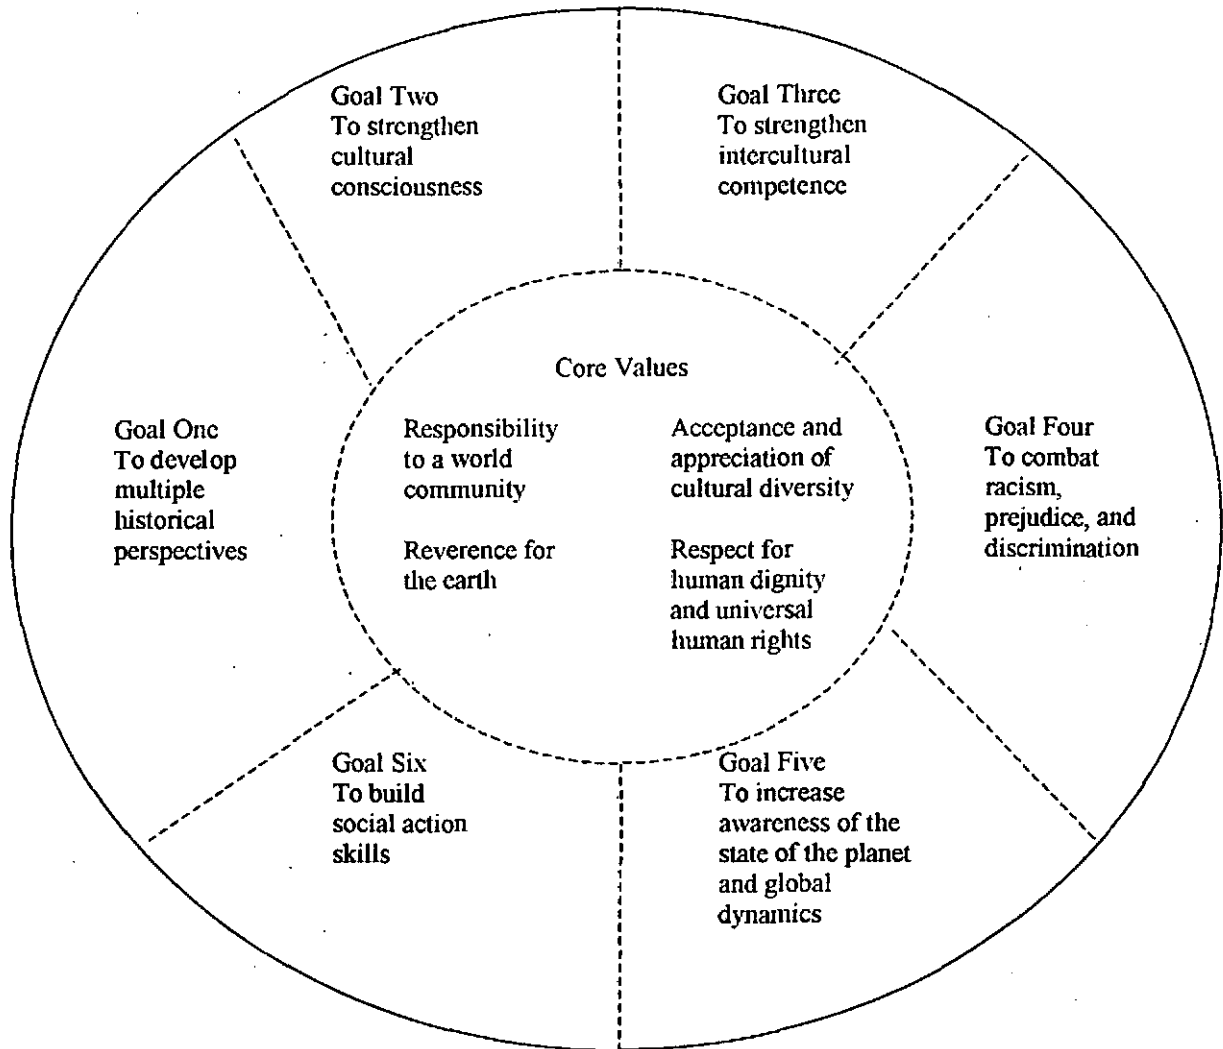 Goal Two
To strengthen
cultural
consciousness
Goal Three
To strengthen
intercultural
competence
Core Values
Goal One
To develop
multiple
historical
perspectives
Responsibility
to a world
community
Reverence for
the earth
Acceptance and
appreciation of
cultural diversity
Respect for
human dignity
and universal
human rights
Goal Four
To combat
racism,
prejudice, and
discrimination
Goal Six
To build
social action
skills
Goal Five
To increase
awareness of the
state of the planet
and global
dynamics